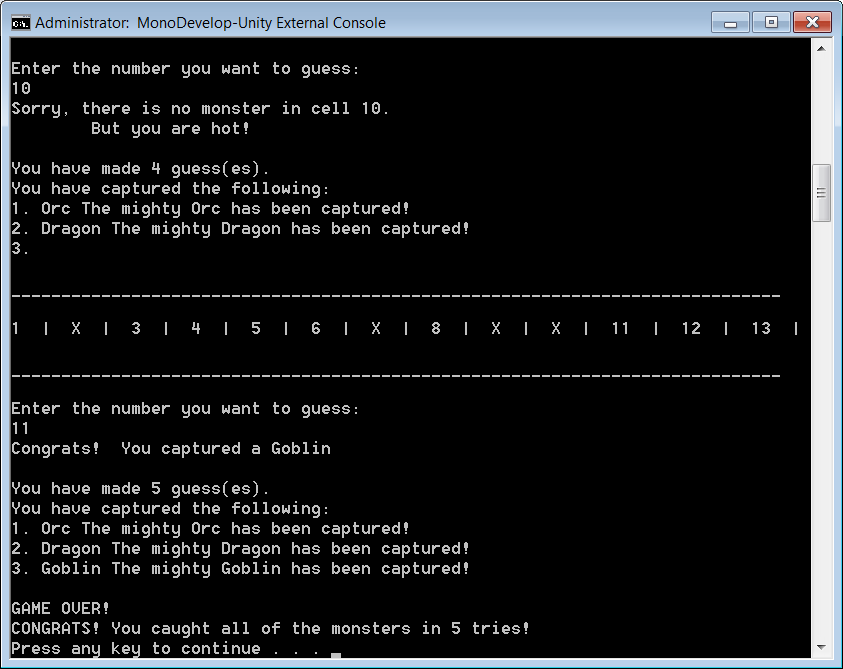 Administrator: MonoDevelop-Unity External Console
Enter the number you want to guess:
10
Sorry, there is no monster in cell 10.
        But you are hot!
You have made 4 guess(es).
You have captured the following:
1. Orc The mighty Orc has been captured!
2. Dragon The mighty Dragon has been captured!
3.
-----------------------------------------------------------------------------
1  |  X  |  3  |  4  |  5  |  6  |  X  |  8  |  X  |  X  |  11  |  12  |  13  |
-----------------------------------------------------------------------------
Enter the number you want to guess:
11
Congrats!  You captured a Goblin
You have made 5 guess(es).
You have captured the following:
1. Orc The mighty Orc has been captured!
2. Dragon The mighty Dragon has been captured!
3. Goblin The mighty Goblin has been captured!
GAME OVER!
CONGRATS! You caught all of the monsters in 5 tries!
Press any key to continue . . .